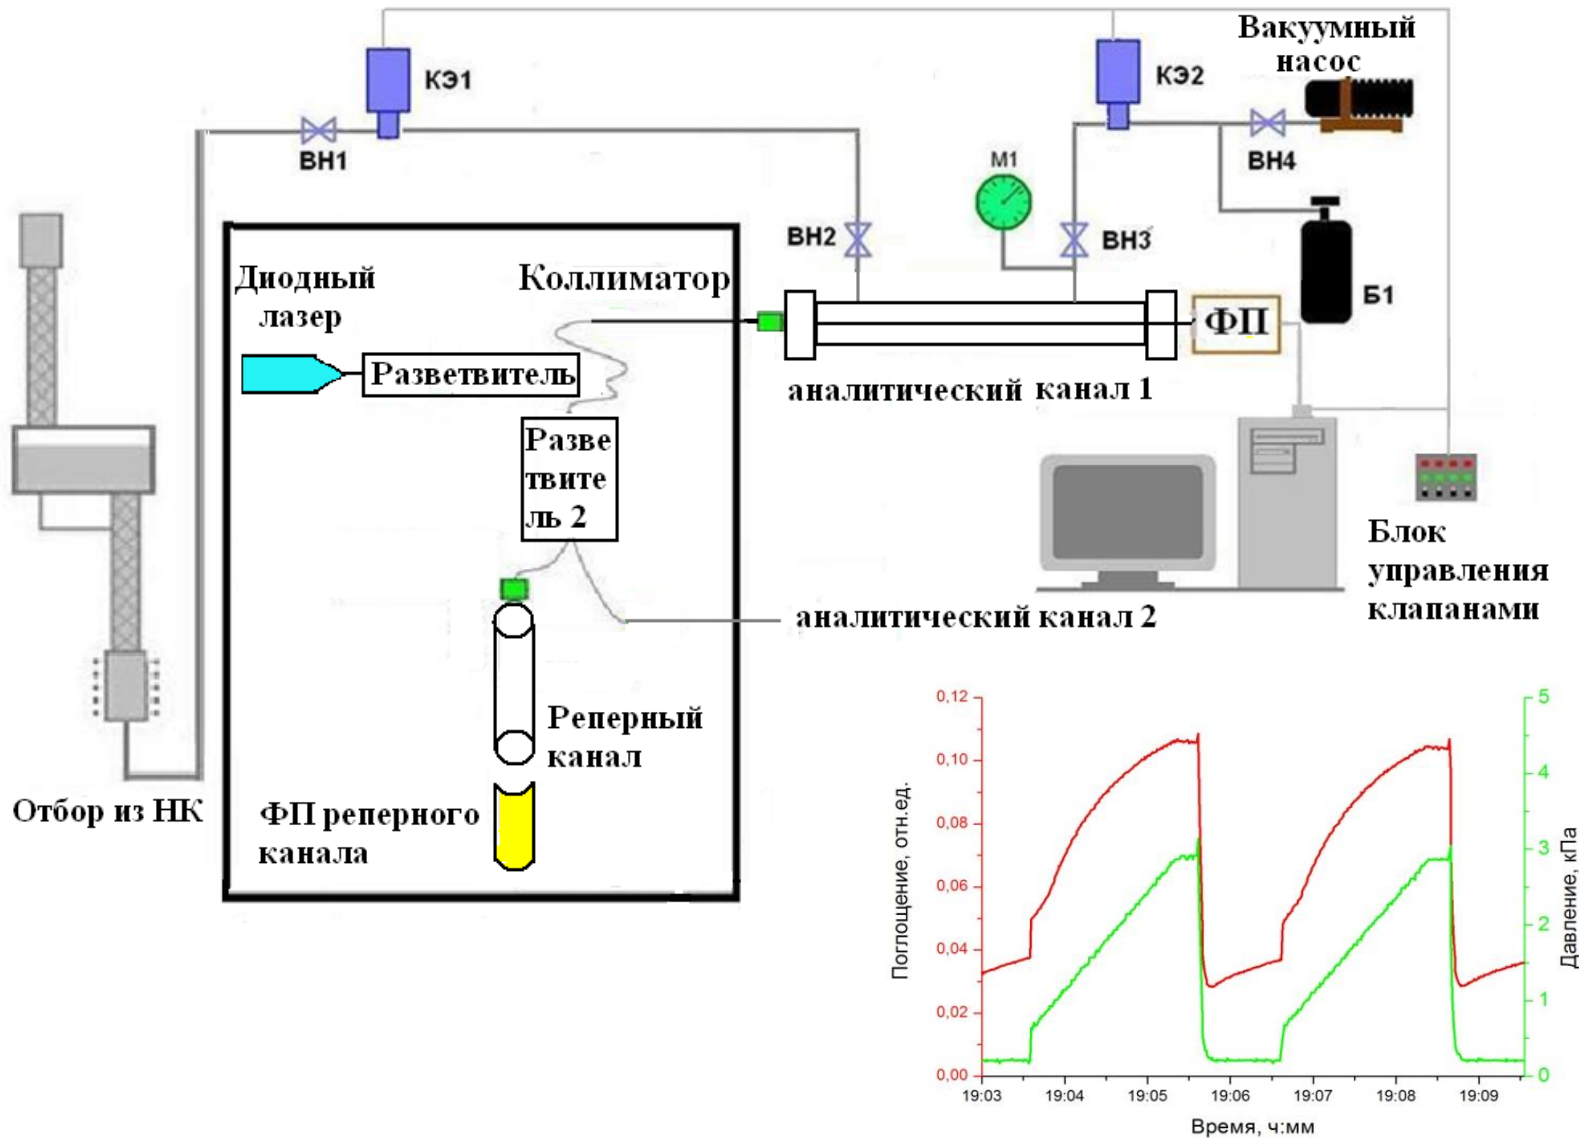 Вакуумный
насос
КЭ1
КЭ2
ВН1
М1
ВН4
ВН2
ВН3
Б1
Диодный
лазер
Коллиматор
ФП
Разветвитель
аналитический канал 1
Разве
твите
ль 2
Блок
управления
клапанами
аналитический канал 2
Реперный
канал
Отбор из НК
ФП реперного
канала
0,12
0,10
0,08
0,06
0,04
0,02
0,00
Поглощение, отн.ед.
5
4
3
2
1
0
Давление, кПа
19:03
19:04
19:05
19:06
19:07
19:08
19:09
Время, ч:мм